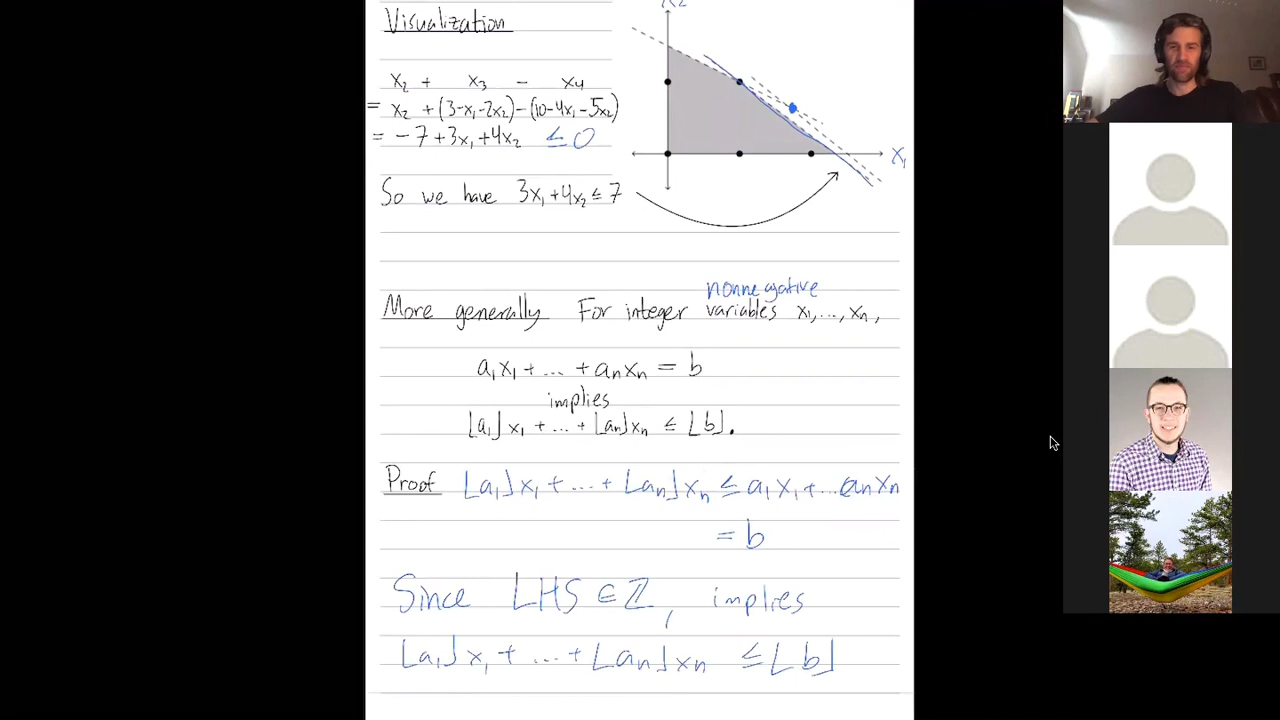 Visualization
x₂
x₂ + x₃ - x₄
= x₂ + (3-x₁-2x₂) - (10-4x₁-5x₂)
= -7 + 3x₁ + 4x₂ ≤ 0
x₁
So we have 3x₁ + 4x₂ ≤ 7
nonnegative
More generally For integer variables x₁, ..., xₙ,
a₁x₁ + ... + aₙxₙ = b
implies
⌊a₁⌋x₁ + ... + ⌊aₙ⌋xₙ ≤ ⌊b⌋.
Proof ⌊a₁⌋x₁ + ... + ⌊aₙ⌋xₙ ≤ a₁x₁ + ... aₙxₙ
= b
Since LHS ∈ ℤ, implies
⌊a₁⌋x₁ + ... + ⌊aₙ⌋xₙ ≤ ⌊b⌋